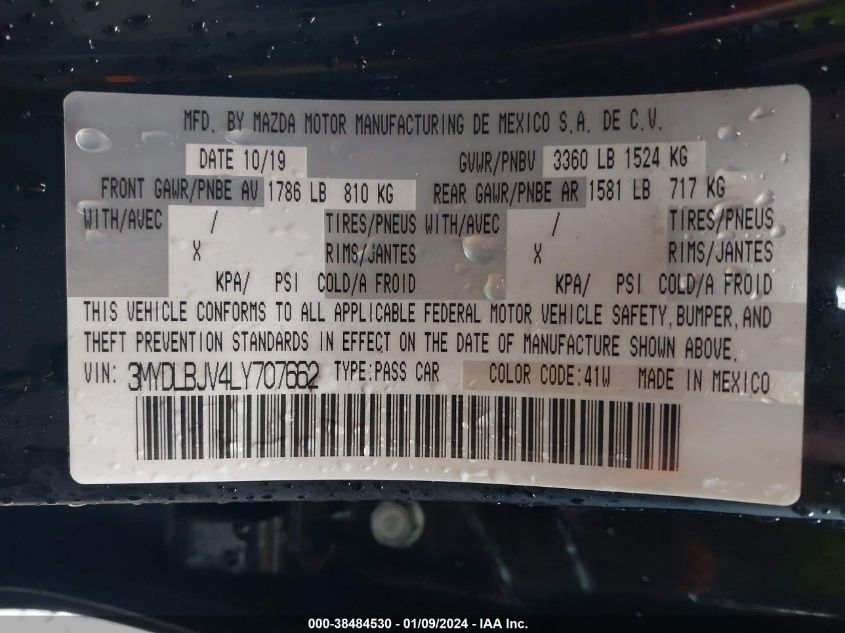 MFD. BY MAZDA MOTOR MANUFACTURING DE MEXICO S.A. DE C.V.
DATE 10/19 GVWR/PNBV 3360 LB 1524 KG
FRONT GAWR/PNBE AV 1786 LB 810 KG REAR GAWR/PNBE AR 1581 LB 717 KG
WITH/AVEC / TIRES/PNEUS WITH/AVEC / TIRES/PNEUS
X RIMS/JANTES X RIMS/JANTES
KPA/ PSI COLD/A FROID KPA/ PSI COLD/A FROID
THIS VEHICLE CONFORMS TO ALL APPLICABLE FEDERAL MOTOR VEHICLE SAFETY, BUMPER, AND
THEFT PREVENTION STANDARDS IN EFFECT ON THE DATE OF MANUFACTURE SHOWN ABOVE.
VIN: 3MYDLBJV4LY707662 TYPE:PASS CAR COLOR CODE:41W MADE IN MEXICO
000-38484530 - 01/09/2024 - IAA Inc.